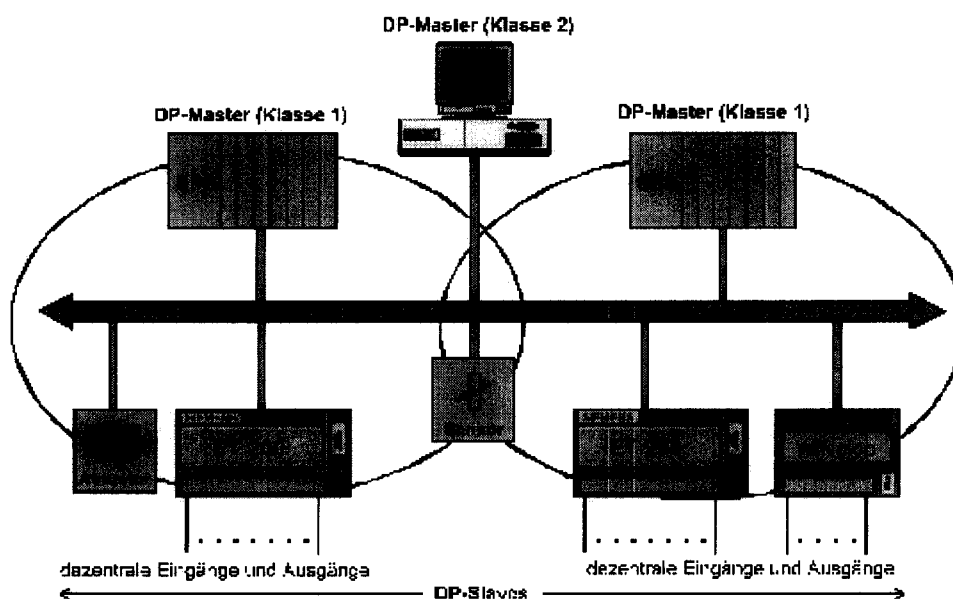 DP-Master (Klasse 2)
DP-Master (Klasse 1)
DP-Master (Klasse 1)
dezentrale Eingänge und Ausgänge
dezentrale Eingänge und Ausgänge
DP-Slaves